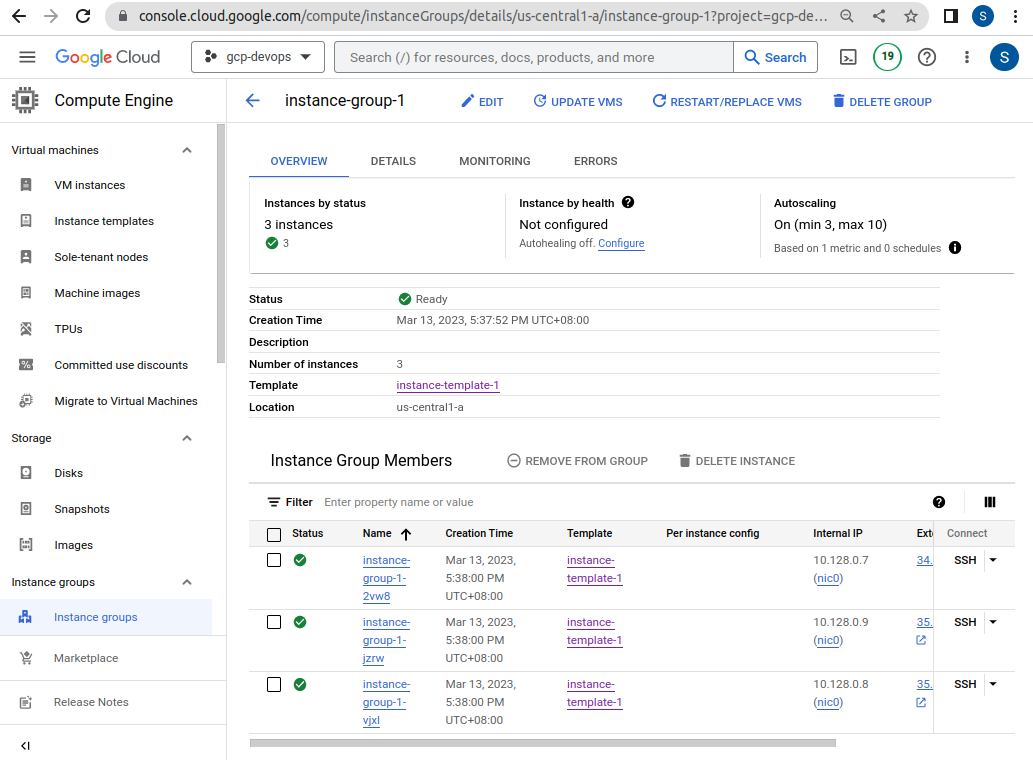 console.cloud.google.com/compute/instanceGroups/details/us-central1-a/instance-group-1?project=gcp-de...
S
Google Cloud
gcp-devops
Search (/) for resources, docs, products, and more
Search
19
S
Compute Engine
instance-group-1
EDIT
UPDATE VMS
RESTART/REPLACE VMS
DELETE GROUP
Virtual machines
VM instances
Instance templates
Sole-tenant nodes
Machine images
TPUs
Committed use discounts
Migrate to Virtual Machines
Storage
Disks
Snapshots
Images
Instance groups
Instance groups
Marketplace
Release Notes
OVERVIEW
DETAILS
MONITORING
ERRORS
Instances by status
3 instances
3
Instance by health
Not configured
Autohealing off. Configure
Autoscaling
On (min 3, max 10)
Based on 1 metric and 0 schedules
Status Ready
Creation Time Mar 13, 2023, 5:37:52 PM UTC+08:00
Description
Number of instances 3
Template instance-template-1
Location us-central1-a
Instance Group Members
REMOVE FROM GROUP
DELETE INSTANCE
Filter Enter property name or value
Status Name Creation Time Template Per instance config Internal IP Exte Connect
instance- Mar 13, 2023, instance- 10.128.0.7 34. SSH
group-1- 5:38:00 PM template-1 (nic0)
2vw8 UTC+08:00
instance- Mar 13, 2023, instance- 10.128.0.9 35. SSH
group-1- 5:38:00 PM template-1 (nic0)
jzrw UTC+08:00
instance- Mar 13, 2023, instance- 10.128.0.8 35. SSH
group-1- 5:38:00 PM template-1 (nic0)
vjxl UTC+08:00